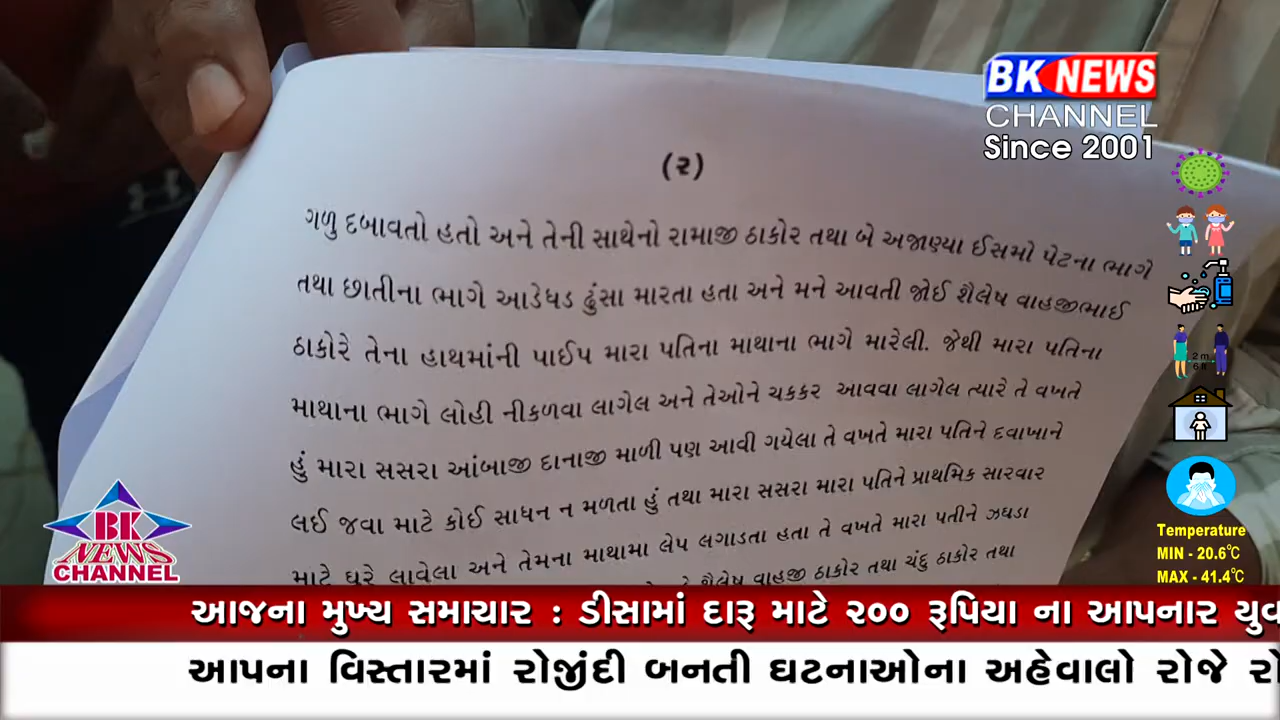 BK NEWS
CHANNEL
Since 2001
(૨)
ગળુ દબાવતો હતો અને તેની સાથેનો રામાજી ઠાકોર તથા બે અજાણ્યા ઈસમો પેટના ભાગે
તથા છાતીના ભાગે આડેધડ ઢુંસા મારતા હતા અને મને આવતી જોઈ શૈલેષ વાહજીભાઈ
ઠાકોરે તેના હાથમાંની પાઈપ મારા પતિના માથાના ભાગે મારેલી. જેથી મારા પતિના
માથાના ભાગે લોહી નીકળવા લાગેલ અને તેઓને ચકકર આવવા લાગેલ ત્યારે તે વખતે
હું મારા સસરા આંબાજી દાનાજી માળી પણ આવી ગયેલા તે વખતે મારા પતિને દવાખાને
લઈ જવા માટે કોઈ સાધન ન મળતા હું તથા મારા સસરા મારા પતિને પ્રાથમિક સારવાર
માટે ઘરે લાવેલા અને તેમના માથામા લેપ લગાડતા હતા તે વખતે મારા પતીને ઝઘડા
શૈલેષ વાહજી ઠાકોર તથા ચંદુ ઠાકોર તથા
2 m
6 ft
Temperature
MIN - 20.6℃
MAX - 41.4℃
BK
NEWS
CHANNEL
આજના મુખ્ય સમાચાર : ડીસામાં દારૂ માટે ૨૦૦ રૂપિયા ના આપનાર યુવ
આપના વિસ્તારમાં રોજીંદી બનતી ઘટનાઓના અહેવાલો રોજે રો